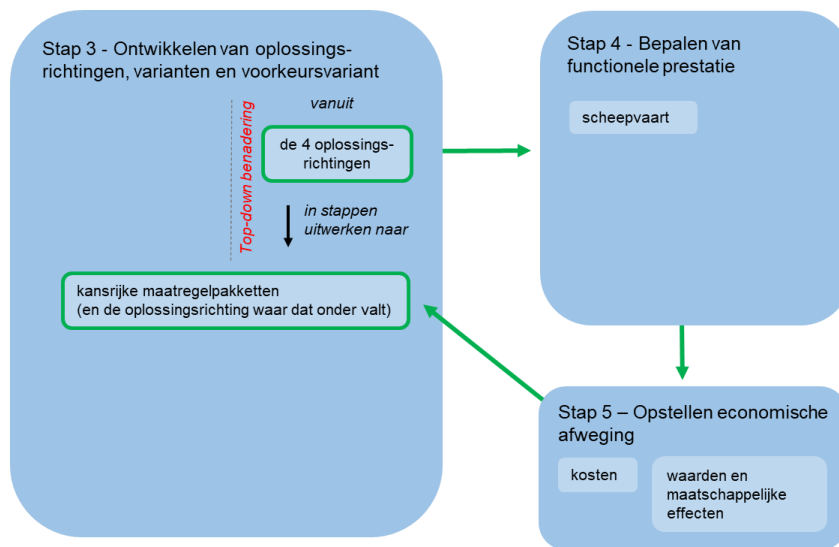 Stap 3 - Ontwikkelen van oplossings-
richtingen, varianten en voorkeursvariant
vanuit
Top-down benadering
de 4 oplossings-
richtingen
in stappen
uitwerken naar
kansrijke maatregelpakketten
(en de oplossingsrichting waar dat onder valt)
Stap 4 - Bepalen van
functionele prestatie
scheepvaart
Stap 5 – Opstellen economische
afweging
kosten
waarden en
maatschappelijke
effecten